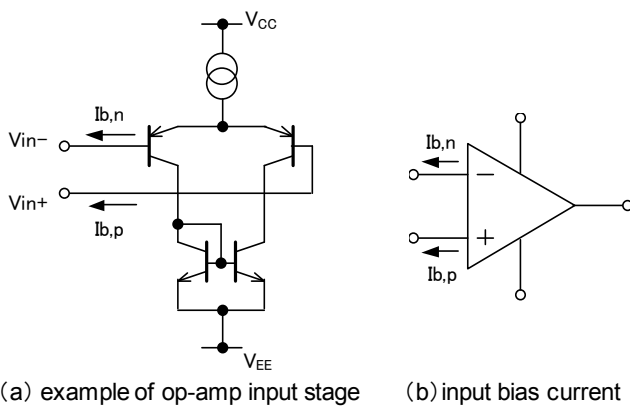 VCC
Ib,n
Vin−
Vin+
Ib,p
VEE
Ib,n
−
+
Ib,p
(a) example of op-amp input stage
(b) input bias current